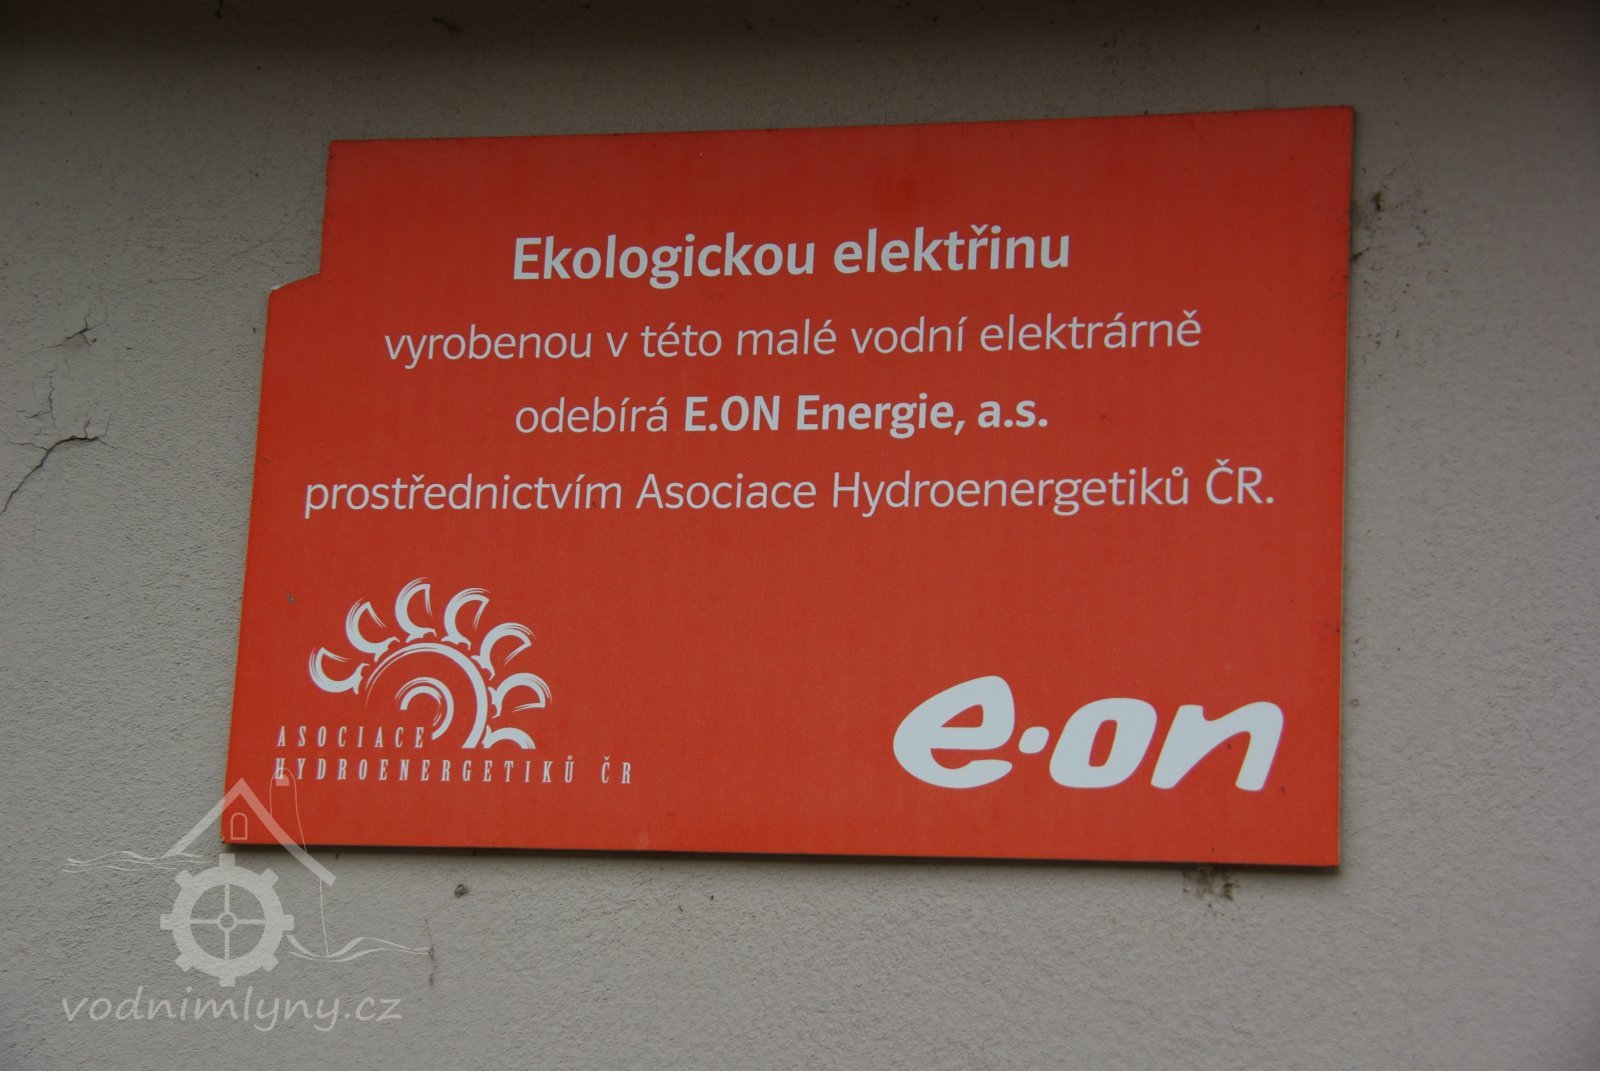 Ekologickou elektřinu
vyrobenou v této malé vodní elektrárně
odebírá E.ON Energie, a.s.
prostřednictvím Asociace Hydroenergetiků ČR.
ASOCIACE
HYDROENERGETIKŮ ČR
e·on
vodnimlyny.cz